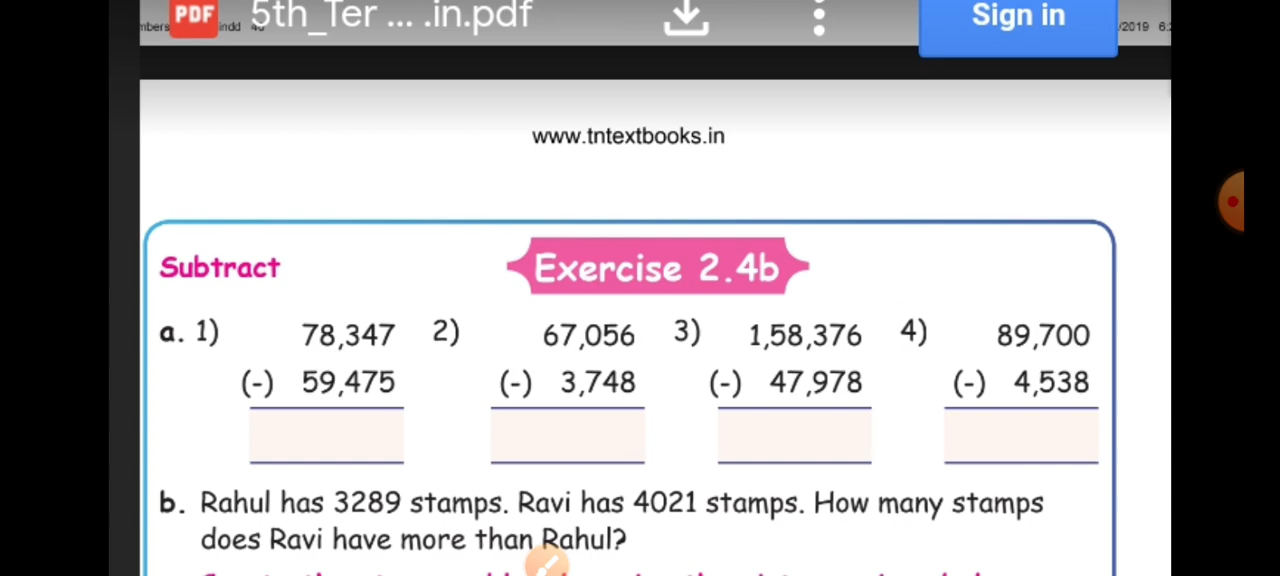 PDF 5th_Ter ... .in.pdf Sign in
www.tntextbooks.in
Subtract Exercise 2.4b
a. 1) 78,347 2) 67,056 3) 1,58,376 4) 89,700
(-) 59,475 (-) 3,748 (-) 47,978 (-) 4,538
b. Rahul has 3289 stamps. Ravi has 4021 stamps. How many stamps
does Ravi have more than Rahul?